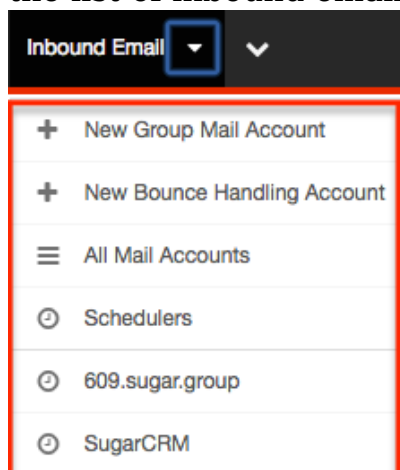 Inbound Email
New Group Mail Account
New Bounce Handling Account
All Mail Accounts
Schedulers
609.sugar.group
SugarCRM